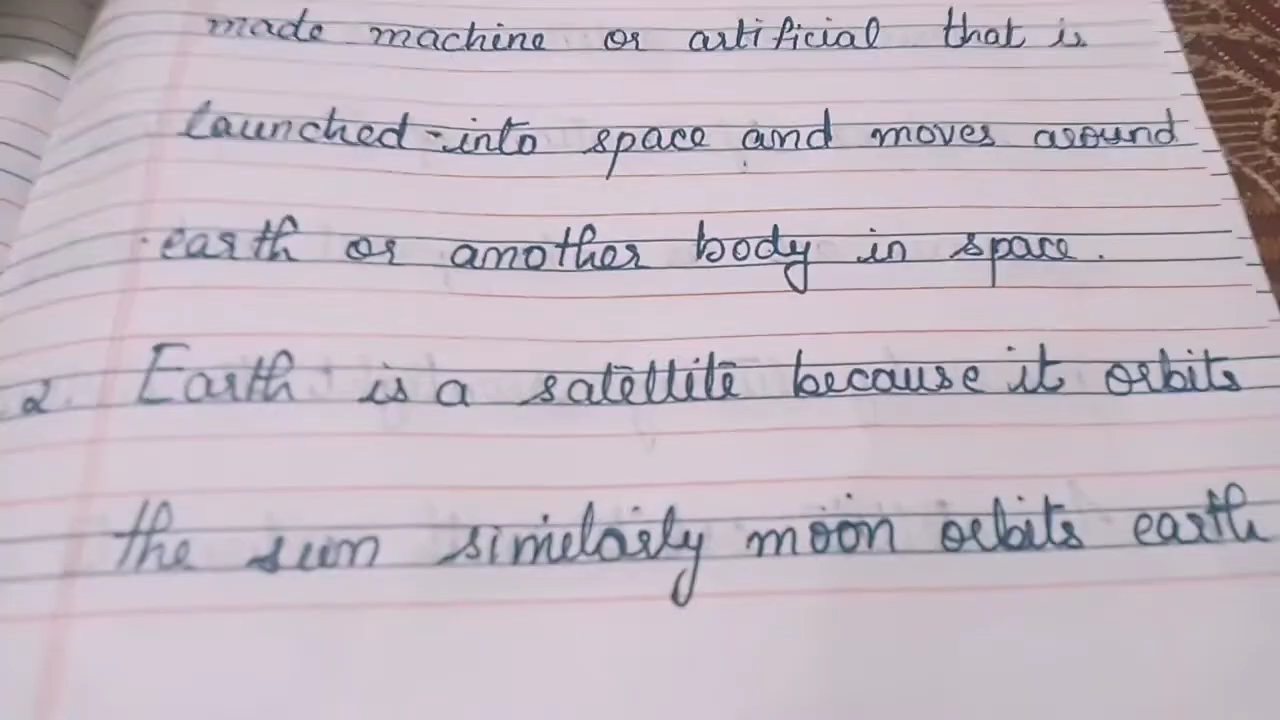 made machine or artificial that is
launched into space and moves around
earth or another body in space.
2. Earth is a satellite because it orbits
the sun similarly moon orbits earth